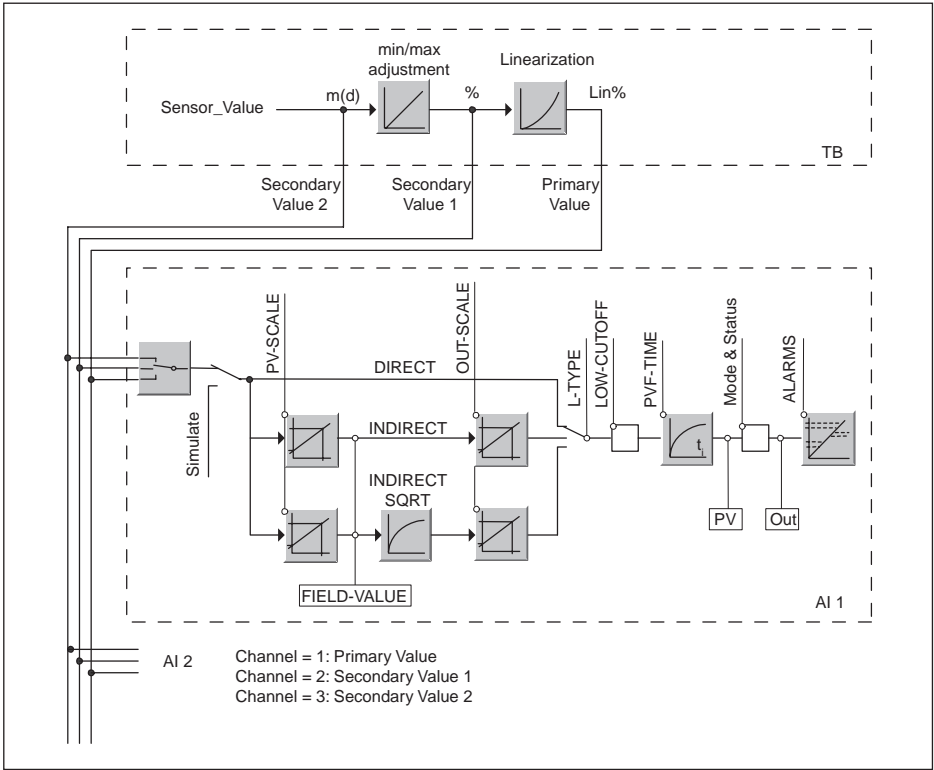 min/max
adjustment
Linearization
Sensor_Value
m(d)
%
Lin%
TB
Secondary
Value 2
Secondary
Value 1
Primary
Value
PV-SCALE
OUT-SCALE
L-TYPE
LOW-CUTOFF
PVF-TIME
Mode & Status
ALARMS
DIRECT
Simulate
INDIRECT
ti
INDIRECT
SQRT
PV
Out
FIELD-VALUE
AI 1
AI 2
Channel = 1: Primary Value
Channel = 2: Secondary Value 1
Channel = 3: Secondary Value 2